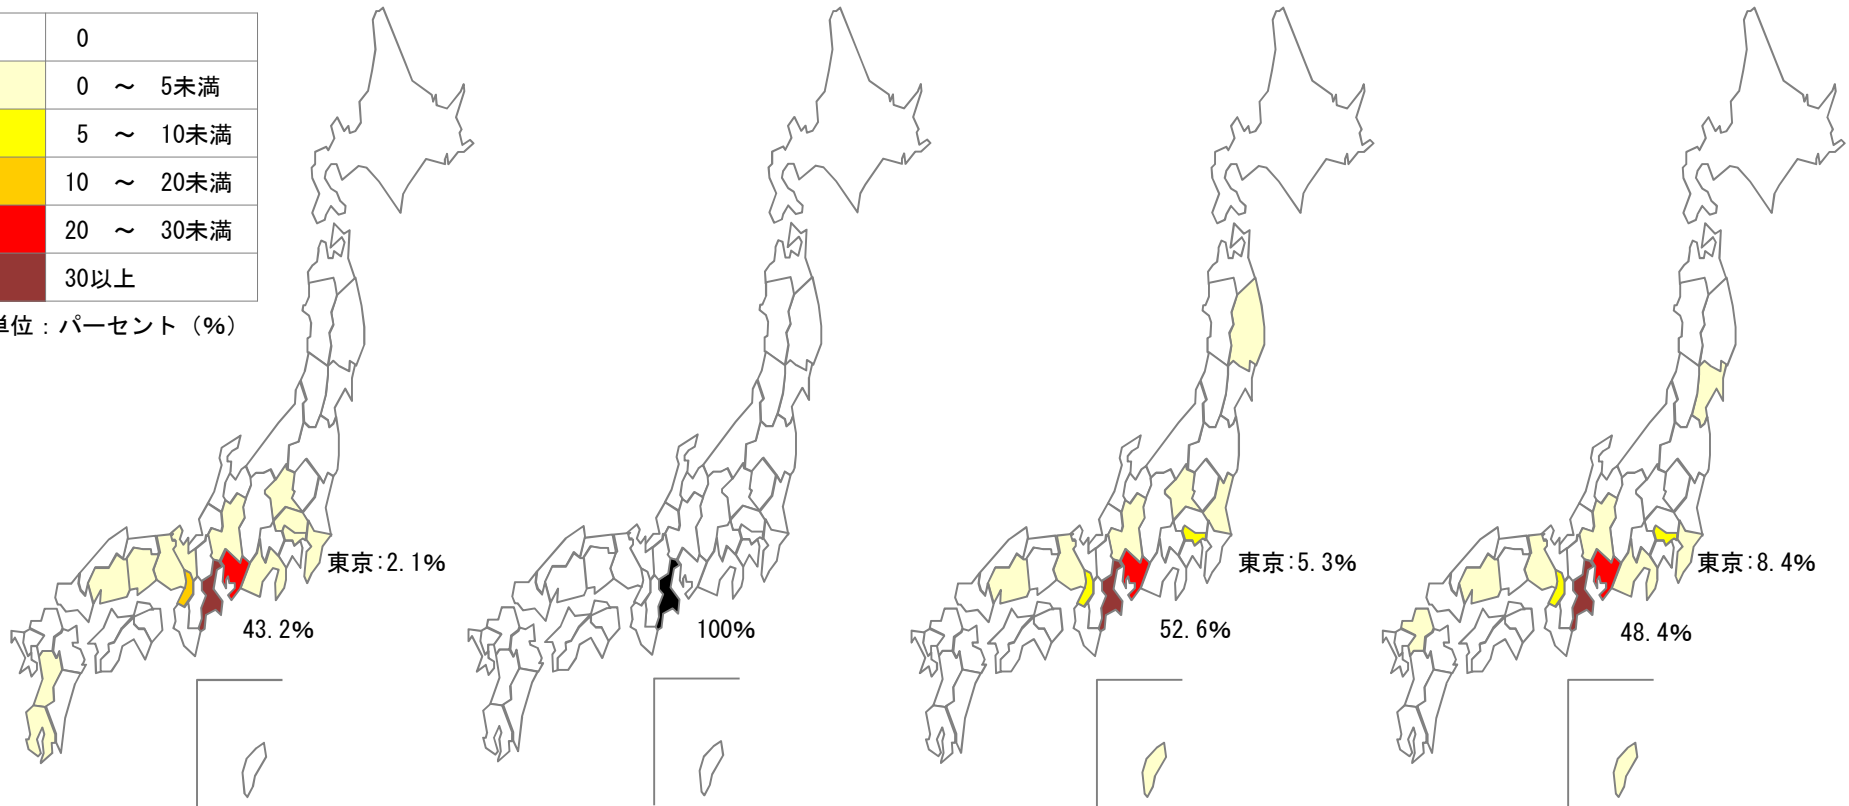 0
0 ～ 5未満
5 ～ 10未満
10 ～ 20未満
20 ～ 30未満
30以上
単位：パーセント（%）
東京:2.1%
43.2%
100%
東京:5.3%
52.6%
東京:8.4%
48.4%